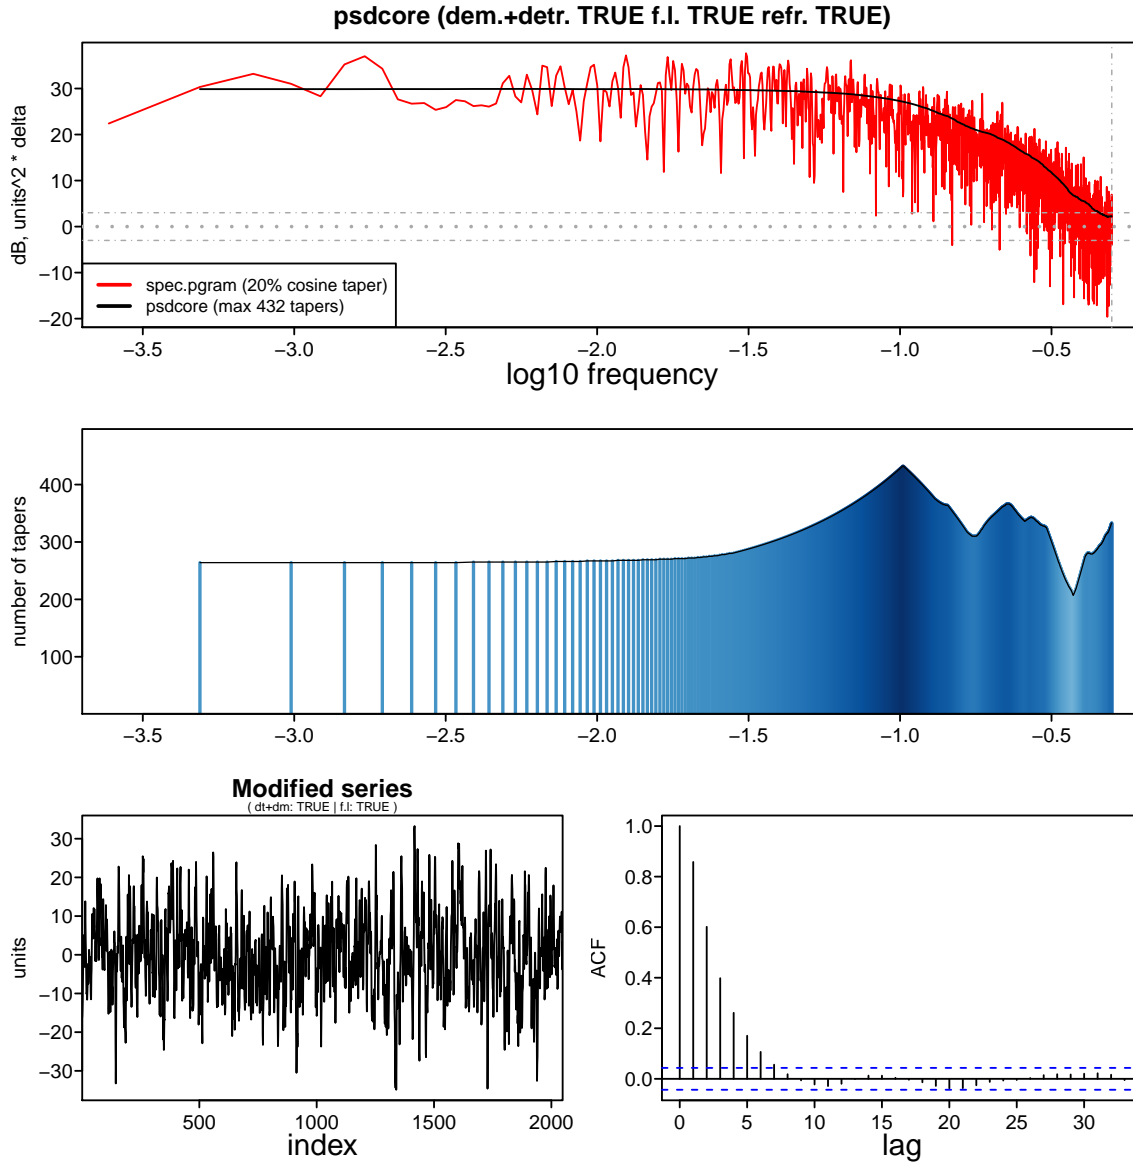 psdcore (dem.+detr. TRUE f.l. TRUE refr. TRUE)
dB, units^2 * delta
30
20
10
0
−10
−20
spec.pgram (20% cosine taper)
psdcore (max 432 tapers)
−3.5 −3.0 −2.5 −2.0 −1.5 −1.0 −0.5
log10 frequency
number of tapers
400
300
200
100
−3.5 −3.0 −2.5 −2.0 −1.5 −1.0 −0.5
Modified series
( dt+dm: TRUE | f.l: TRUE )
units
30
20
10
0
−10
−20
−30
500 1000 1500 2000
index
ACF
1.0
0.8
0.6
0.4
0.2
0.0
0 5 10 15 20 25 30
lag